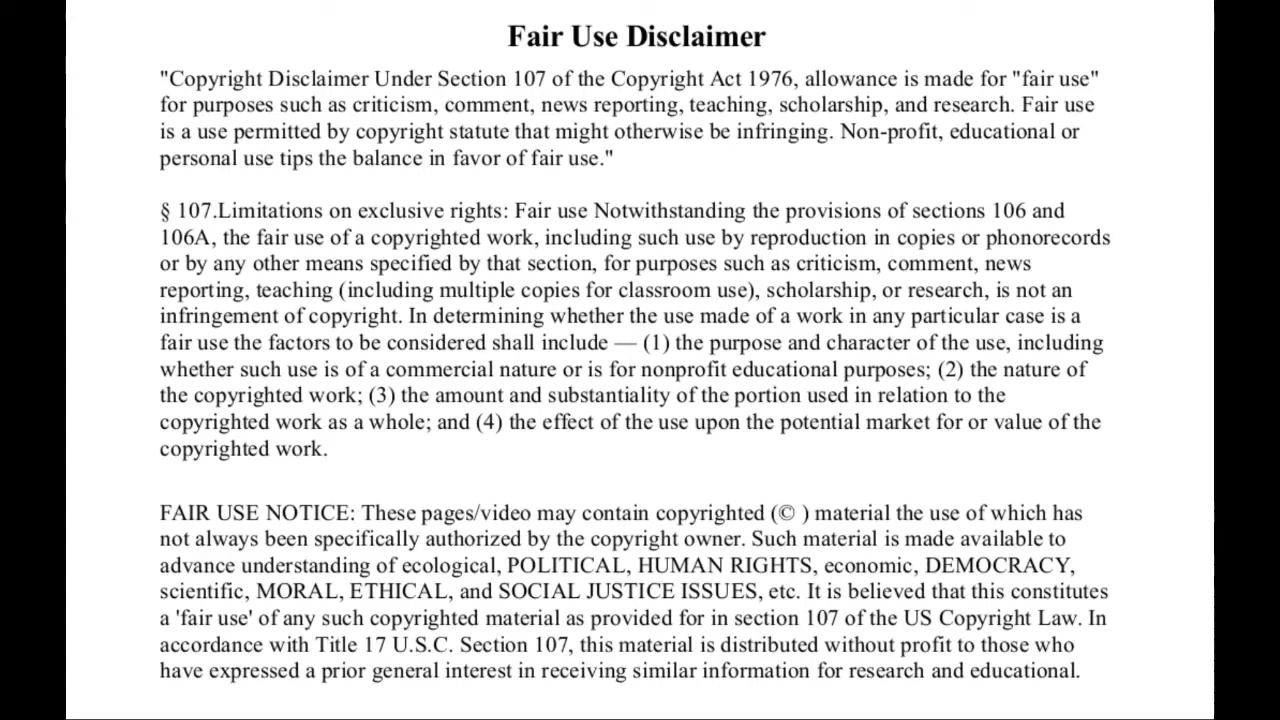 Fair Use Disclaimer
"Copyright Disclaimer Under Section 107 of the Copyright Act 1976, allowance is made for "fair use"
for purposes such as criticism, comment, news reporting, teaching, scholarship, and research. Fair use
is a use permitted by copyright statute that might otherwise be infringing. Non-profit, educational or
personal use tips the balance in favor of fair use."
§ 107.Limitations on exclusive rights: Fair use Notwithstanding the provisions of sections 106 and
106A, the fair use of a copyrighted work, including such use by reproduction in copies or phonorecords
or by any other means specified by that section, for purposes such as criticism, comment, news
reporting, teaching (including multiple copies for classroom use), scholarship, or research, is not an
infringement of copyright. In determining whether the use made of a work in any particular case is a
fair use the factors to be considered shall include — (1) the purpose and character of the use, including
whether such use is of a commercial nature or is for nonprofit educational purposes; (2) the nature of
the copyrighted work; (3) the amount and substantiality of the portion used in relation to the
copyrighted work as a whole; and (4) the effect of the use upon the potential market for or value of the
copyrighted work.
FAIR USE NOTICE: These pages/video may contain copyrighted (© ) material the use of which has
not always been specifically authorized by the copyright owner. Such material is made available to
advance understanding of ecological, POLITICAL, HUMAN RIGHTS, economic, DEMOCRACY,
scientific, MORAL, ETHICAL, and SOCIAL JUSTICE ISSUES, etc. It is believed that this constitutes
a 'fair use' of any such copyrighted material as provided for in section 107 of the US Copyright Law. In
accordance with Title 17 U.S.C. Section 107, this material is distributed without profit to those who
have expressed a prior general interest in receiving similar information for research and educational.